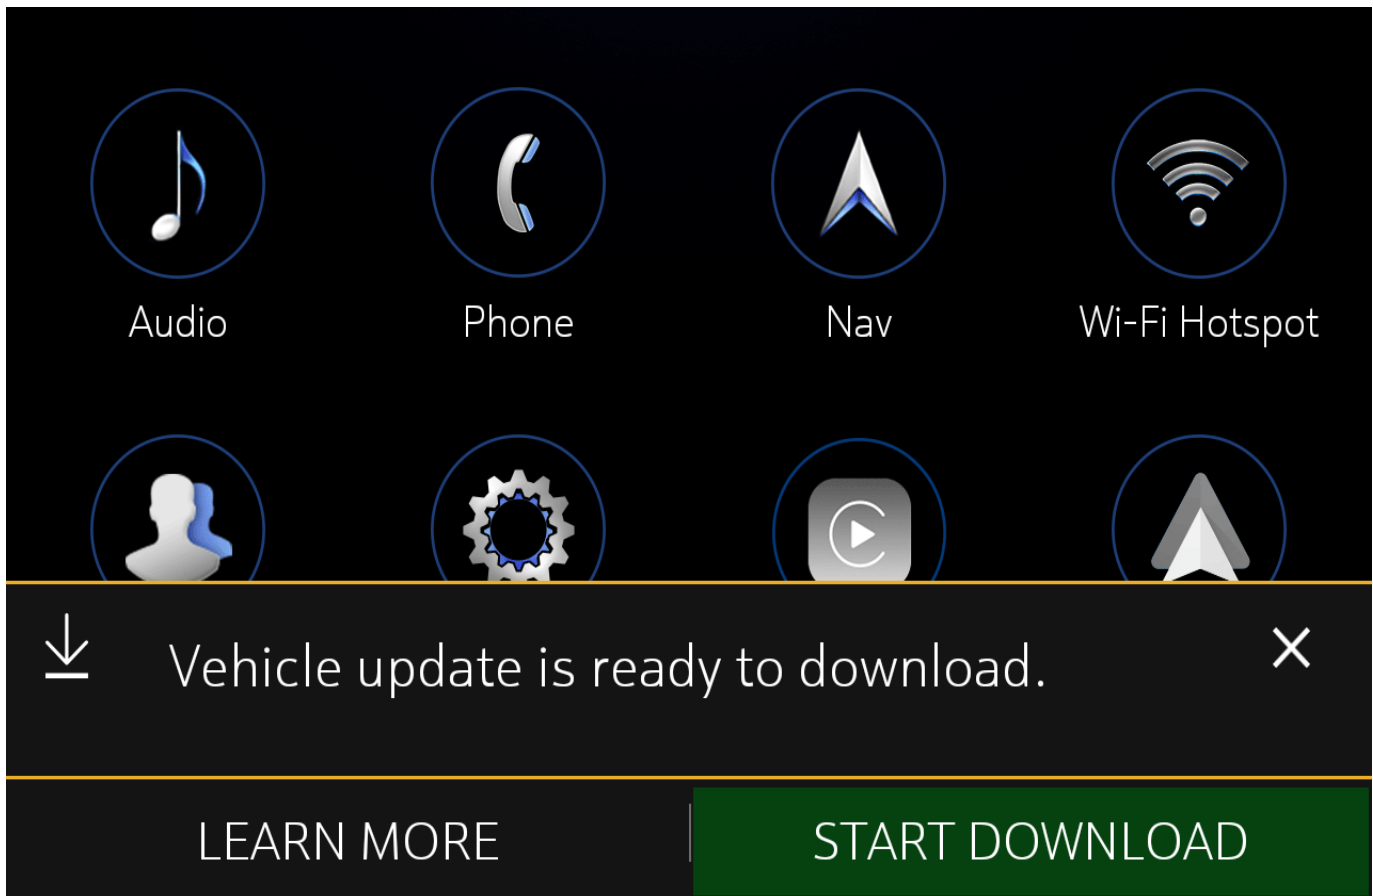 Audio
Phone
Nav
Wi-Fi Hotspot
Vehicle update is ready to download.
LEARN MORE
START DOWNLOAD